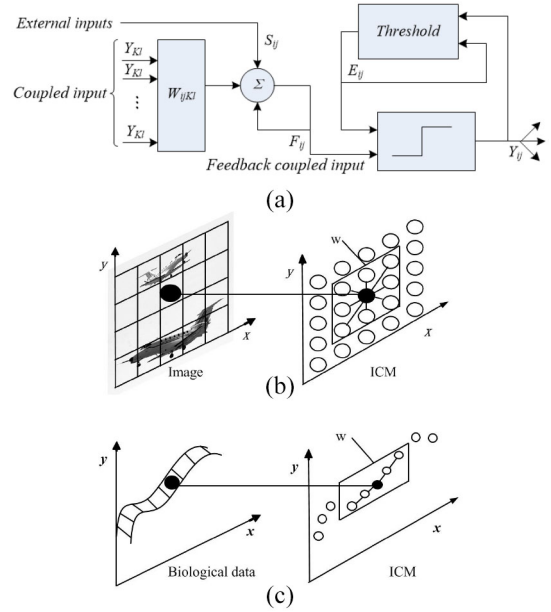 External inputs
S_ij
Threshold
Y_Kl
Y_Kl
Coupled input
...
W_ijKl
Σ
E_ij
Y_Kl
F_ij
Feedback coupled input
Y_ij
(a)
y
x
Image
w
y
x
ICM
(b)
y
x
Biological data
w
y
x
ICM
(c)